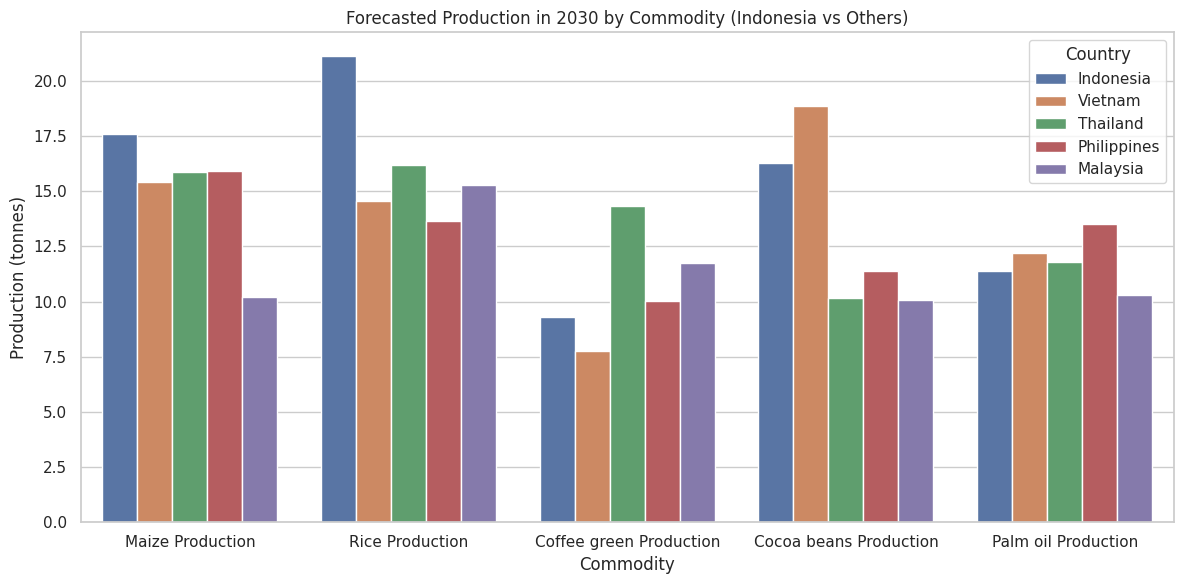 Forecasted Production in 2030 by Commodity (Indonesia vs Others)
Country
Indonesia
Vietnam
Thailand
Philippines
Malaysia
Production (tonnes)
20.0
17.5
15.0
12.5
10.0
7.5
5.0
2.5
0.0
Maize Production
Rice Production
Coffee green Production
Cocoa beans Production
Palm oil Production
Commodity